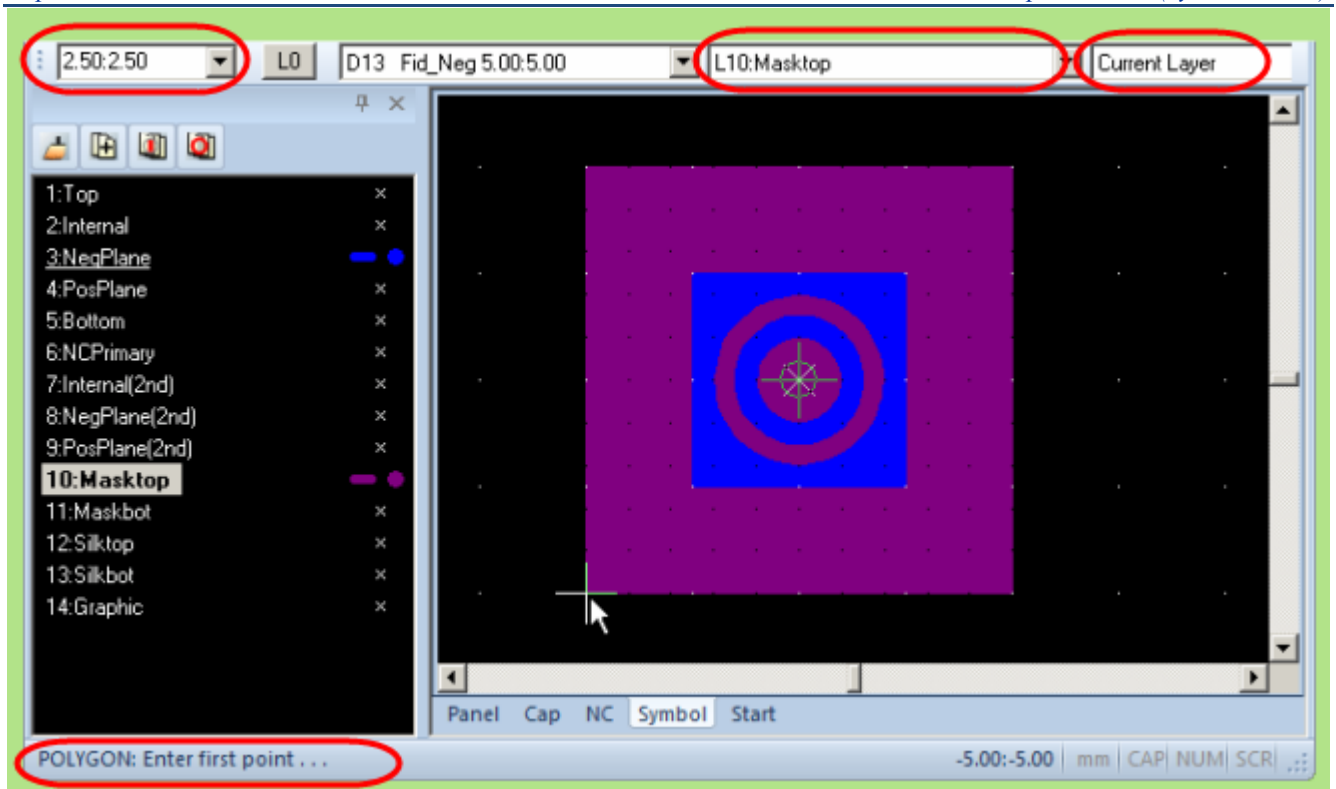 2.50:2.50 L0 D13 Fid_Neg 5.00:5.00 L10:Masktop Current Layer
1:Top
2:Internal
3:NegPlane
4:PosPlane
5:Bottom
6:NCPrimary
7:Internal(2nd)
8:NegPlane(2nd)
9:PosPlane(2nd)
10:Masktop
11:Maskbot
12:Silktop
13:Silkbot
14:Graphic
Panel Cap NC Symbol Start
POLYGON: Enter first point . . . -5.00:-5.00 mm CAP NUM SCR